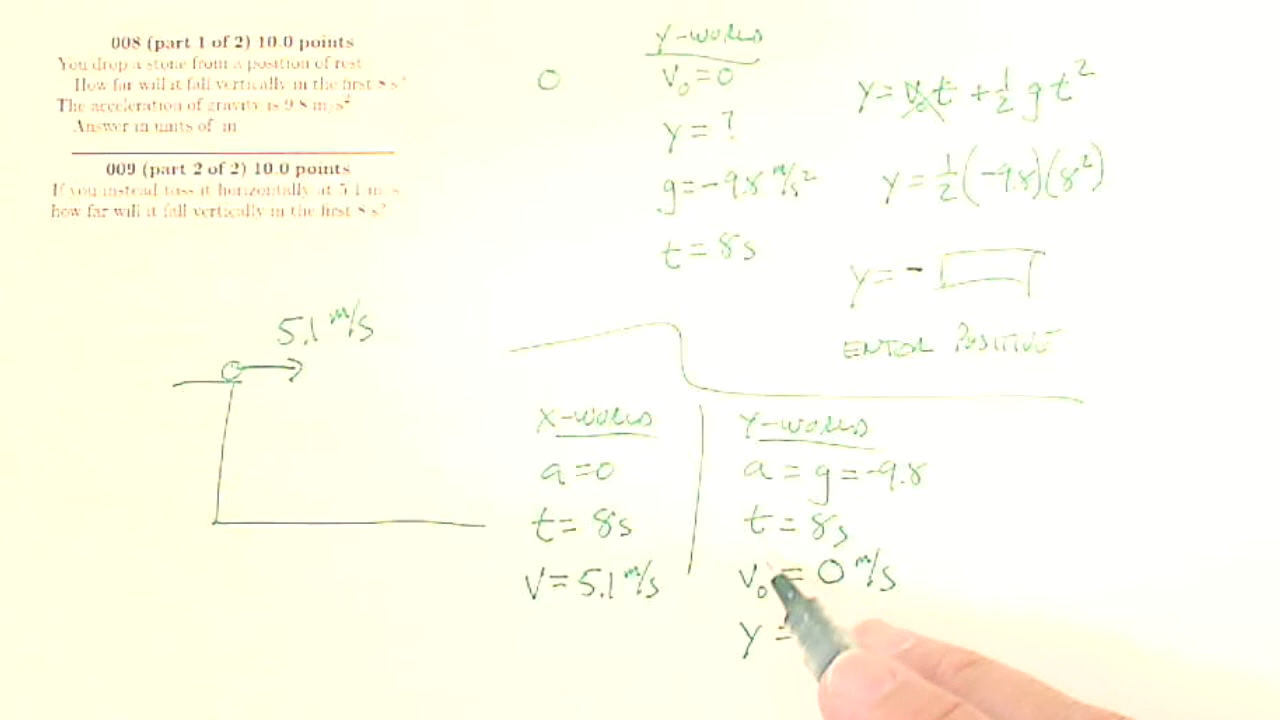 008 (part 1 of 2) 10.0 points
You drop a stone from a position of rest
How far will it fall vertically in the first 8 s?
The acceleration of gravity is 9.8 m/s²
Answer in units of m
009 (part 2 of 2) 10.0 points
If you instead toss it horizontally at 5.1 m/s
how far will it fall vertically in the first 8 s?
Y-WORLD
V₀ = 0
y = ?
g = -9.8 m/s²
t = 8s
y = V₀t + ½ g t²
y = ½(-9.8)(8²)
y = -
ENTER POSITIVE
5.1 m/s
X-WORLD
a = 0
t = 8s
V = 5.1 m/s
Y-WORLD
a = g = -9.8
t = 8s
V₀ = 0 m/s
y =